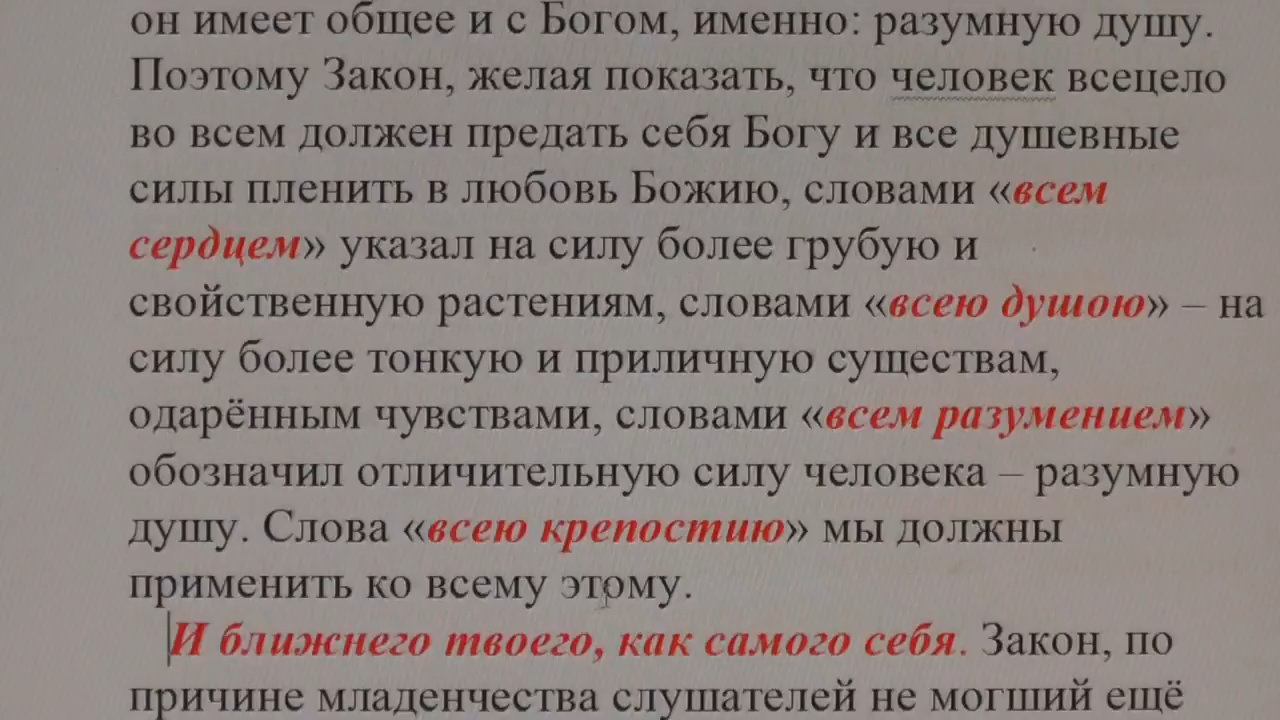 он имеет общее и с Богом, именно: разумную душу.
Поэтому Закон, желая показать, что человек всецело
во всем должен предать себя Богу и все душевные
силы пленить в любовь Божию, словами «всем
сердцем» указал на силу более грубую и
свойственную растениям, словами «всею душою» – на
силу более тонкую и приличную существам,
одарённым чувствами, словами «всем разумением»
обозначил отличительную силу человека – разумную
душу. Слова «всею крепостию» мы должны
применить ко всему этому.
И ближнего твоего, как самого себя. Закон, по
причине младенчества слушателей не могший ещё